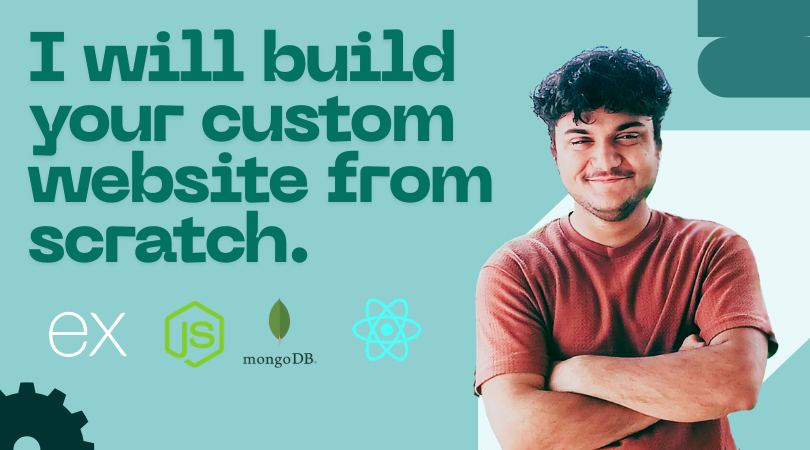 I will build
your custom
website from
scratch.
ex
JS
mongoDB.